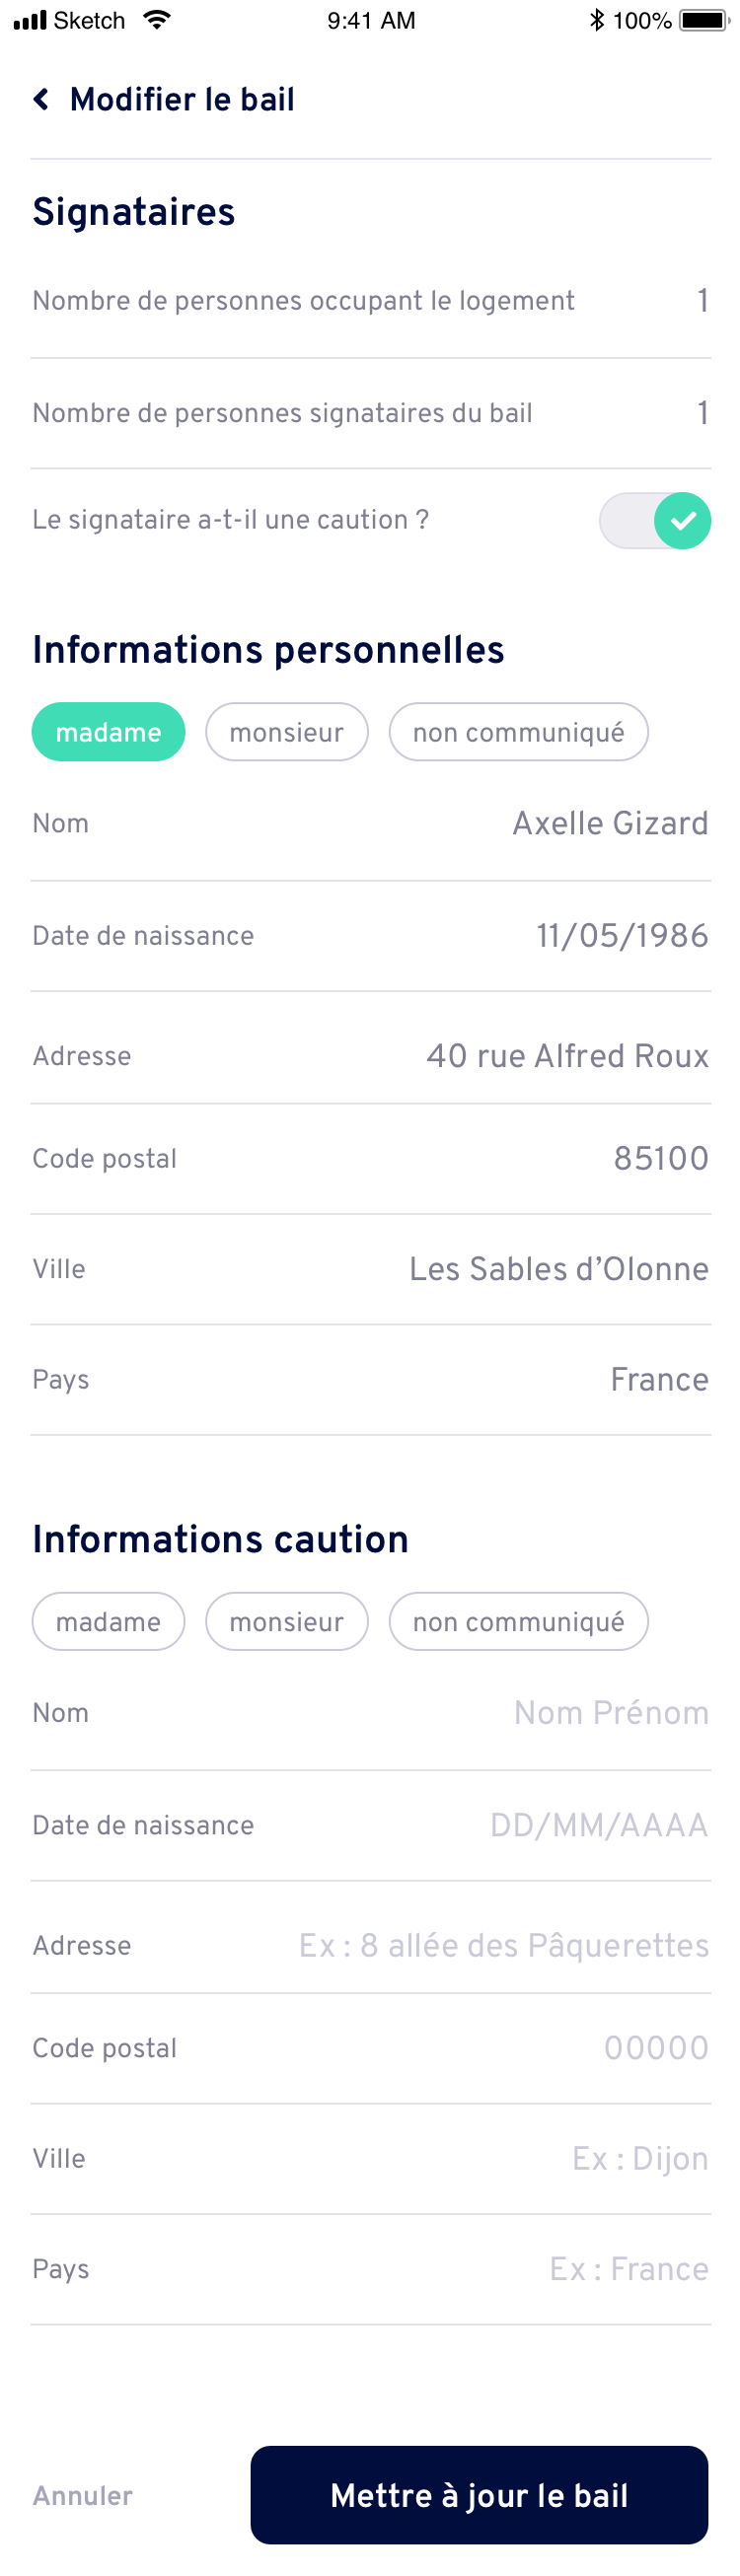 Sketch 9:41 AM 100%
Modifier le bail
Signataires
Nombre de personnes occupant le logement 1
Nombre de personnes signataires du bail 1
Le signataire a-t-il une caution ?
Informations personnelles
madame monsieur non communiqué
Nom Axelle Gizard
Date de naissance 11/05/1986
Adresse 40 rue Alfred Roux
Code postal 85100
Ville Les Sables d’Olonne
Pays France
Informations caution
madame monsieur non communiqué
Nom Nom Prénom
Date de naissance DD/MM/AAAA
Adresse Ex : 8 allée des Pâquerettes
Code postal 00000
Ville Ex : Dijon
Pays Ex : France
Annuler Mettre à jour le bail